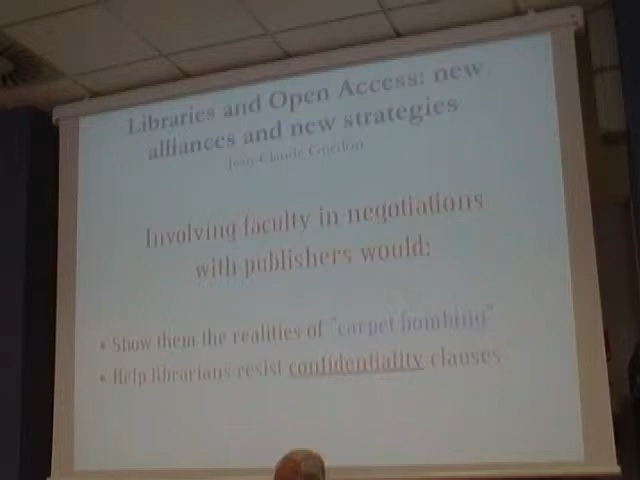 Libraries and Open Access: new
alliances and new strategies
Jean-Claude Guédon
Involving faculty in negotiations
with publishers would:
• Show them the realities of "carpet bombing"
• Help librarians resist confidentiality clauses